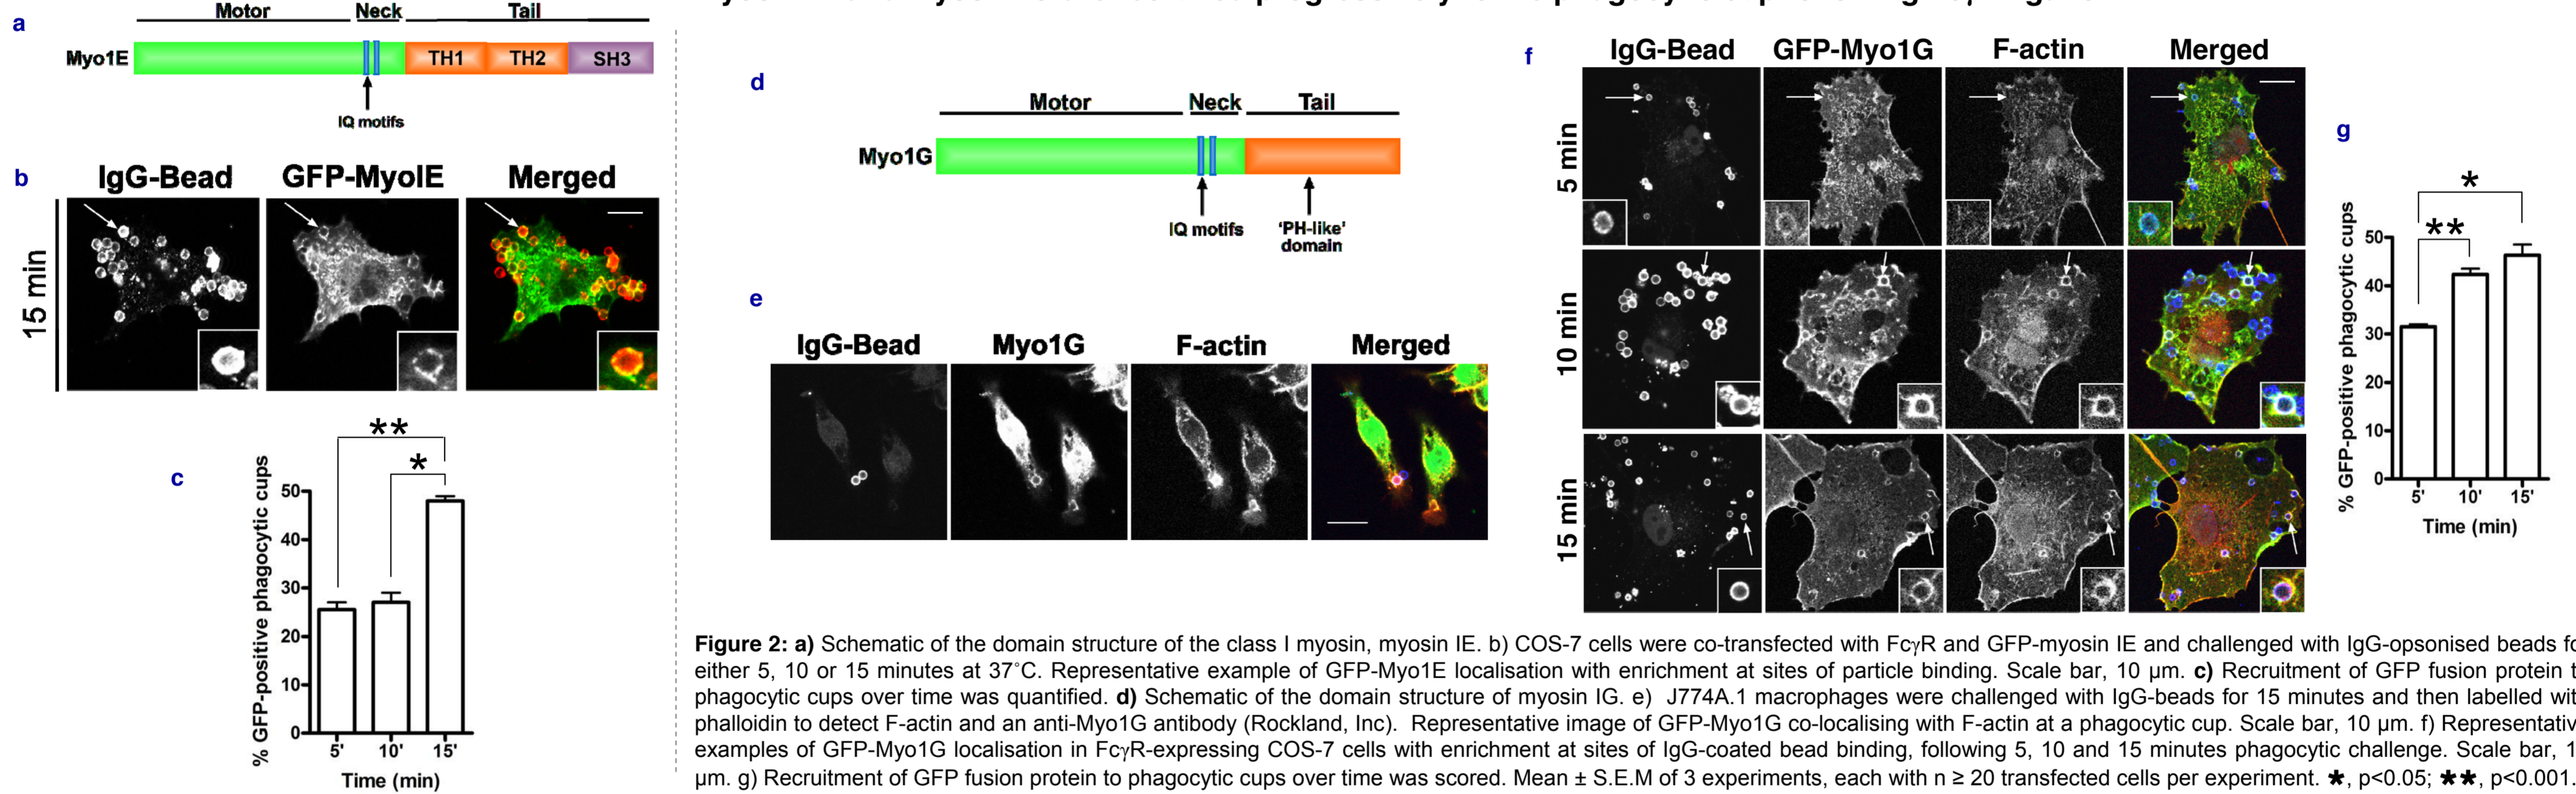 a
Motor Neck Tail
Myo1E TH1 TH2 SH3
IQ motifs
b
IgG-Bead GFP-MyoIE Merged
15 min
c
** 
*
% GFP-positive phagocytic cups
50
40
30
20
10
0
5' 10' 15'
Time (min)
d
Motor Neck Tail
Myo1G
IQ motifs 'PH-like'
domain
e
IgG-Bead Myo1G F-actin Merged
f
IgG-Bead GFP-Myo1G F-actin Merged
5 min
10 min
15 min
g
*
**
% GFP-positive phagocytic cups
50
40
30
20
10
0
5' 10' 15'
Time (min)
Figure 2: a) Schematic of the domain structure of the class I myosin, myosin IE. b) COS-7 cells were co-transfected with FcγR and GFP-myosin IE and challenged with IgG-opsonised beads fo
either 5, 10 or 15 minutes at 37°C. Representative example of GFP-Myo1E localisation with enrichment at sites of particle binding. Scale bar, 10 µm. c) Recruitment of GFP fusion protein t
phagocytic cups over time was quantified. d) Schematic of the domain structure of myosin IG. e) J774A.1 macrophages were challenged with IgG-beads for 15 minutes and then labelled wit
phalloidin to detect F-actin and an anti-Myo1G antibody (Rockland, Inc). Representative image of GFP-Myo1G co-localising with F-actin at a phagocytic cup. Scale bar, 10 µm. f) Representativ
examples of GFP-Myo1G localisation in FcγR-expressing COS-7 cells with enrichment at sites of IgG-coated bead binding, following 5, 10 and 15 minutes phagocytic challenge. Scale bar, 1
µm. g) Recruitment of GFP fusion protein to phagocytic cups over time was scored. Mean ± S.E.M of 3 experiments, each with n ≥ 20 transfected cells per experiment. *, p<0.05; **, p<0.001.